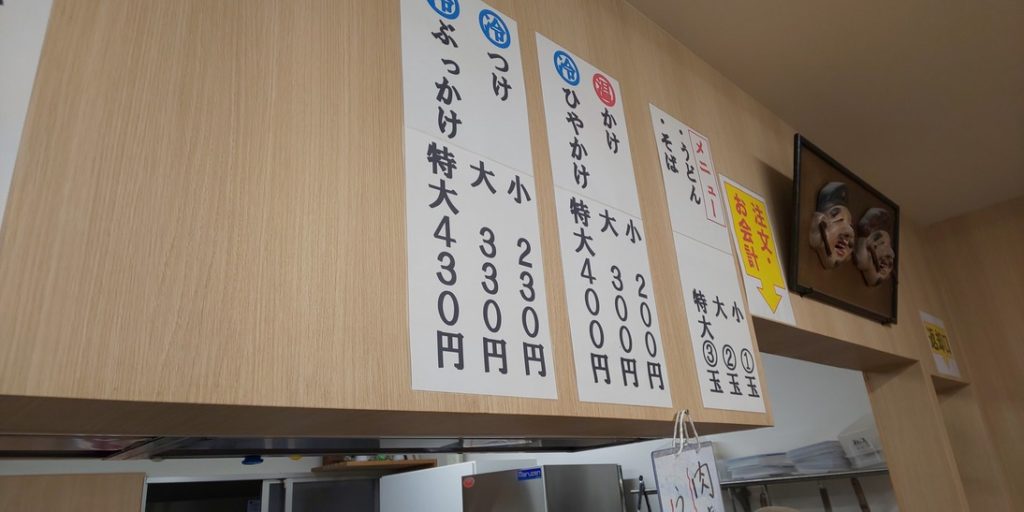 メニュー
・うどん
・そば
小 ①玉
大 ②玉
特大③玉
温かけ
冷ひやかけ
小 200円
大 300円
特大400円
冷つけ
冷ぶっかけ
小 230円
大 330円
特大430円
注文・
お会計
肉
Maruzen